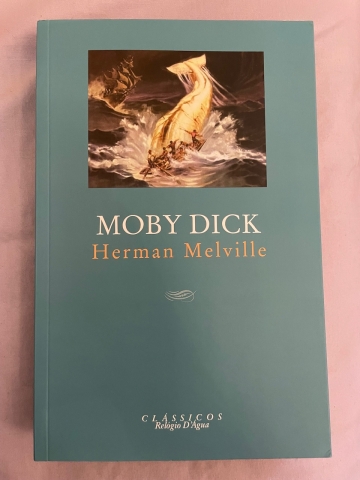 MOBY DICK
Herman Melville
CLÁSSICOS
Relógio D'Água